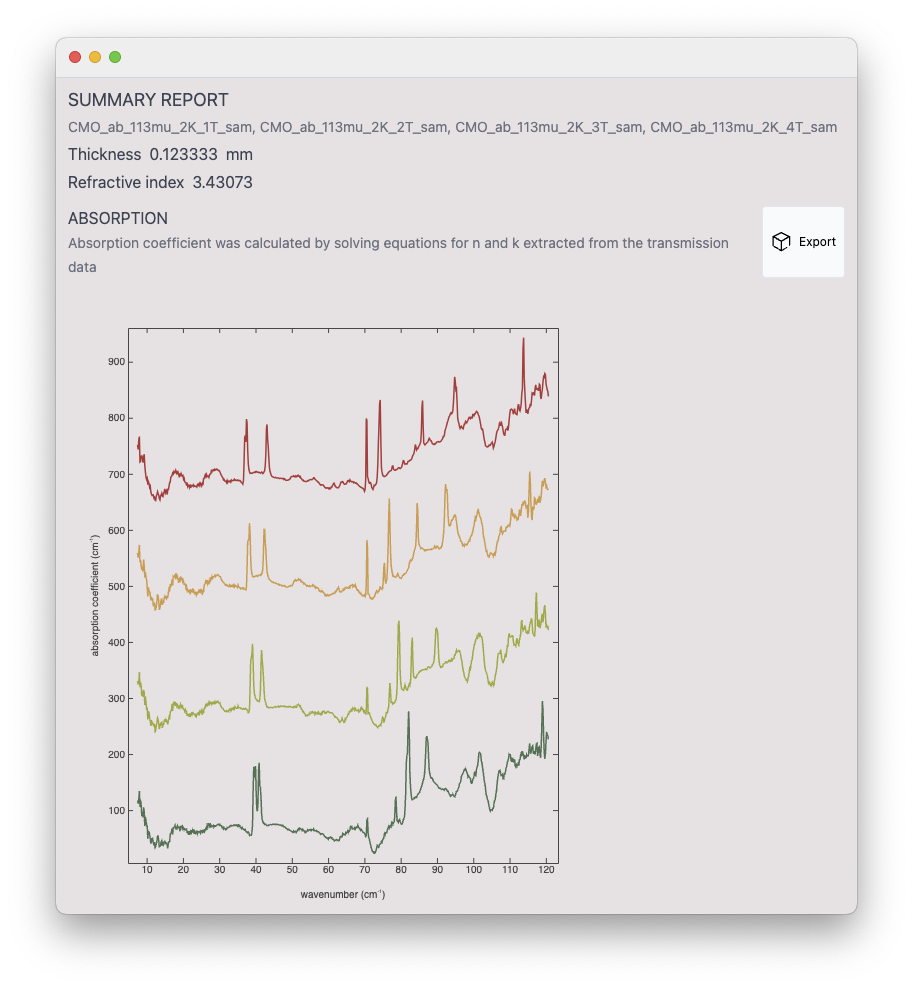 SUMMARY REPORT
CMO_ab_113mu_2K_1T_sam, CMO_ab_113mu_2K_2T_sam, CMO_ab_113mu_2K_3T_sam, CMO_ab_113mu_2K_4T_sam
Thickness 0.123333 mm
Refractive index 3.43073
ABSORPTION
Absorption coefficient was calculated by solving equations for n and k extracted from the transmission
data
Export
900
800
700
600
500
400
300
200
100
absorption coefficient (cm⁻¹)
10 20 30 40 50 60 70 80 90 100 110 120
wavenumber (cm⁻¹)